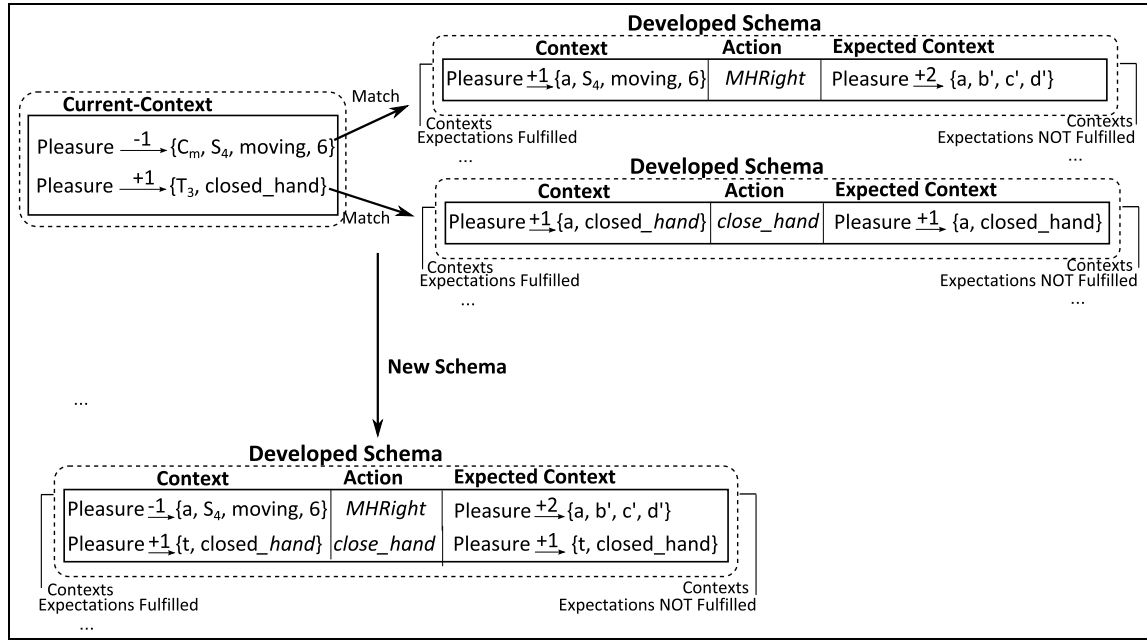 Developed Schema
Context Action Expected Context
Pleasure +1 {a, S4, moving, 6} MHRight Pleasure +2 {a, b', c', d'}
Contexts
Expectations Fulfilled
...
Contexts
Expectations NOT Fulfilled
...
Current-Context
Pleasure -1 {Cm, S4, moving, 6}
Pleasure +1 {T3, closed_hand}
Match
Match
Developed Schema
Context Action Expected Context
Pleasure +1 {a, closed_hand} close_hand Pleasure +1 {a, closed_hand}
Contexts
Expectations Fulfilled
...
Contexts
Expectations NOT Fulfilled
...
New Schema
...
Developed Schema
Context Action Expected Context
Pleasure -1 {a, S4, moving, 6} MHRight Pleasure +2 {a, b', c', d'}
Pleasure +1 {t, closed_hand} close_hand Pleasure +1 {t, closed_hand}
Contexts
Expectations Fulfilled
...
Contexts
Expectations NOT Fulfilled